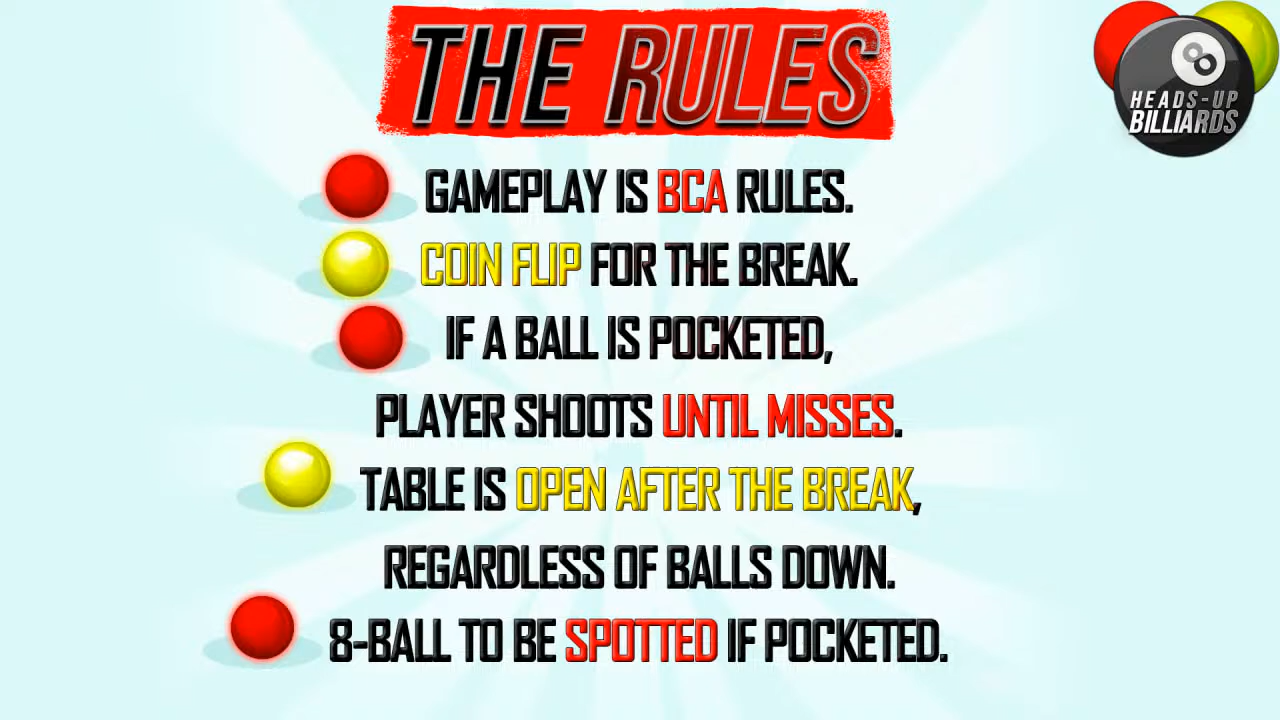 THE RULES
8
HEADS-UP
BILLIARDS
GAMEPLAY IS BCA RULES.
COIN FLIP FOR THE BREAK.
IF A BALL IS POCKETED,
PLAYER SHOOTS UNTIL MISSES.
TABLE IS OPEN AFTER THE BREAK,
REGARDLESS OF BALLS DOWN.
8-BALL TO BE SPOTTED IF POCKETED.